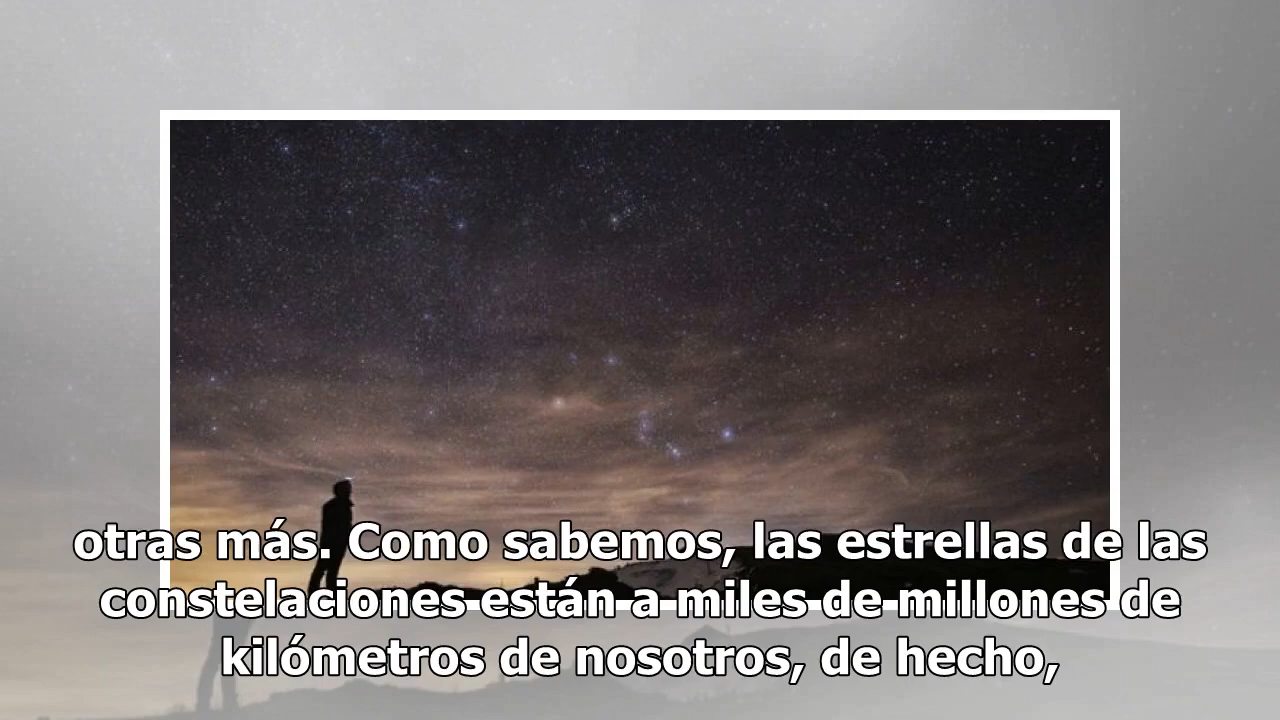 otras más. Como sabemos, las estrellas de las
constelaciones están a miles de millones de
kilómetros de nosotros, de hecho,